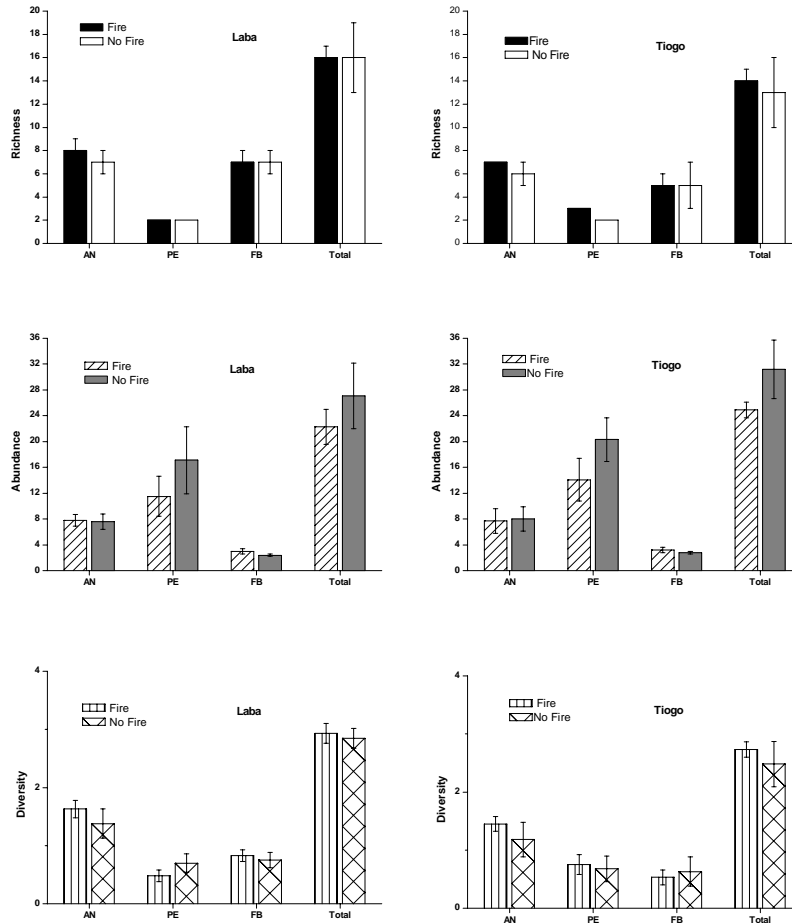 20
18
16
14
12
10
8
6
4
2
0
Richness
Fire
No Fire
Laba
AN PE FB Total
20
18
16
14
12
10
8
6
4
2
0
Richness
Fire
No Fire
Tiogo
AN PE FB Total
36
32
28
24
20
16
12
8
4
0
Abundance
Fire
No Fire
Laba
AN PE FB Total
36
32
28
24
20
16
12
8
4
0
Abundance
Fire
No Fire
Tiogo
AN PE FB Total
4
2
0
Diversity
Fire
No Fire
Laba
AN PE FB Total
4
2
0
Diversity
Fire
No Fire
Tiogo
AN PE FB Total